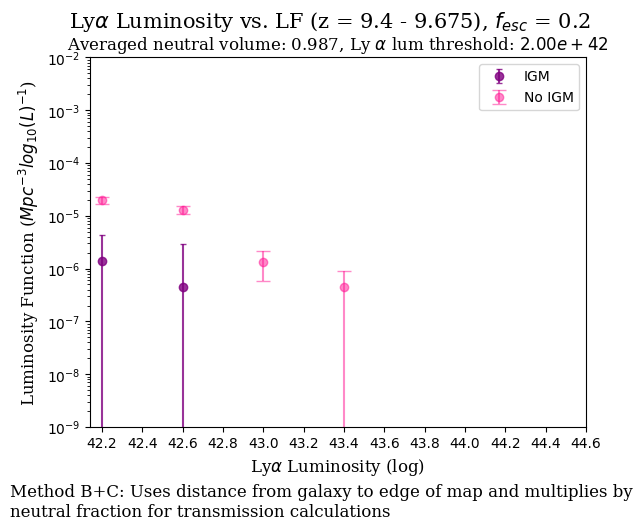 Lyα Luminosity vs. LF (z = 9.4 - 9.675), f_esc = 0.2
Averaged neutral volume: 0.987, Ly α lum threshold: 2.00e + 42
Luminosity Function (Mpc⁻³log₁₀(L)⁻¹)
10⁻²
10⁻³
10⁻⁴
10⁻⁵
10⁻⁶
10⁻⁷
10⁻⁸
10⁻⁹
IGM
No IGM
42.2 42.4 42.6 42.8 43.0 43.2 43.4 43.6 43.8 44.0 44.2 44.4 44.6
Lyα Luminosity (log)
Method B+C: Uses distance from galaxy to edge of map and multiplies by
neutral fraction for transmission calculations